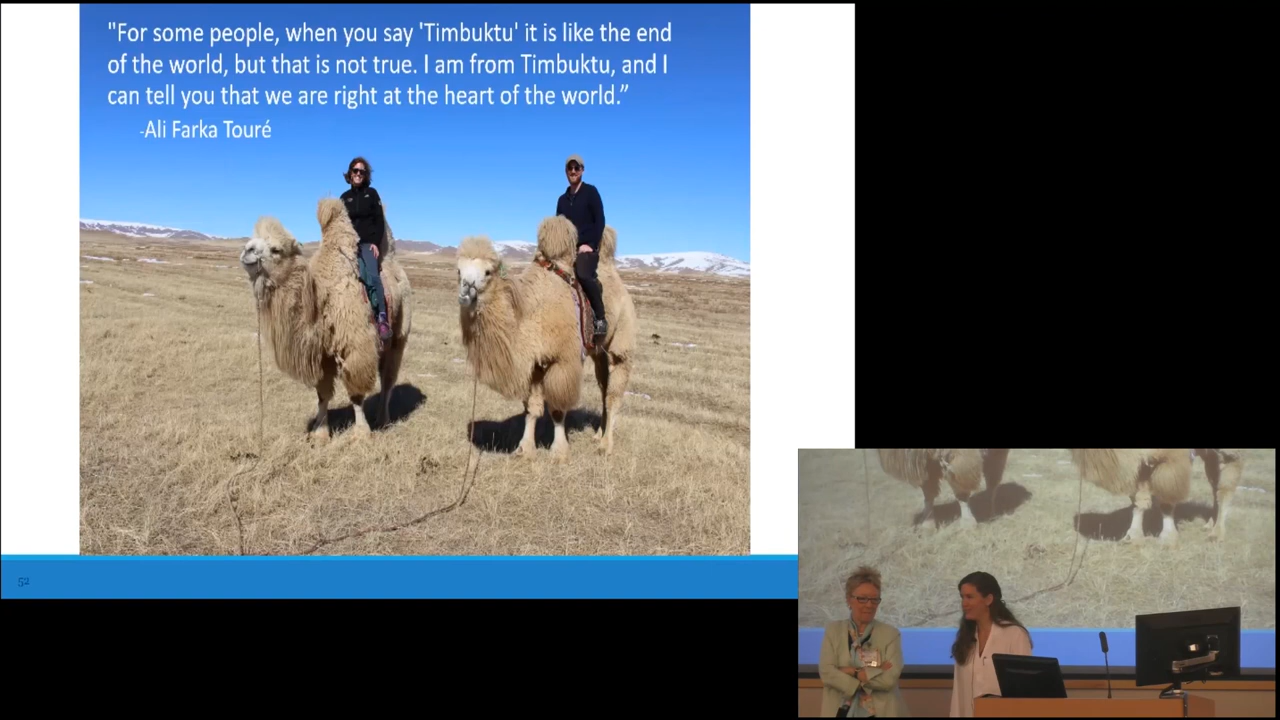 "For some people, when you say 'Timbuktu' it is like the end
of the world, but that is not true. I am from Timbuktu, and I
can tell you that we are right at the heart of the world.”
-Ali Farka Touré
52